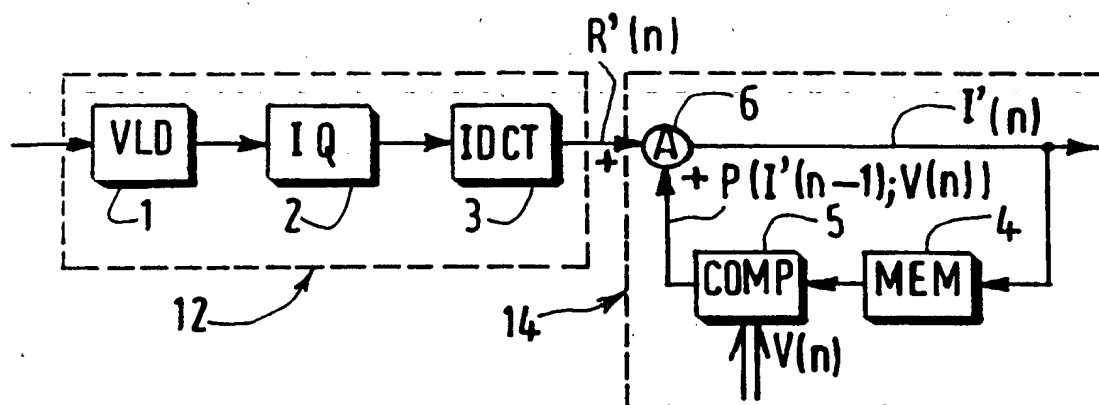 R'(n)
6
I'(n)
VLD
IQ
IDCT
+
A
+ P(I'(n-1);V(n))
1
2
3
5
4
COMP
MEM
12
14
V(n)